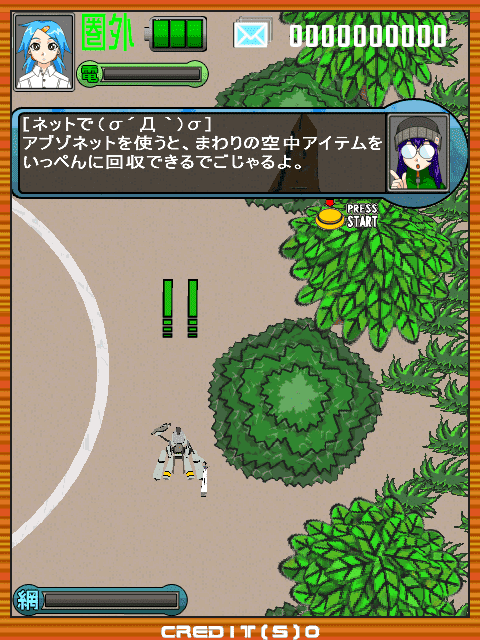 圏外
0000000000
電
[ネットで(σ´Д`)σ]
アブゾネットを使うと、まわりの空中アイテムを
いっぺんに回収できるでごじゃるよ。
PRESS
START
網
CREDIT(S)0